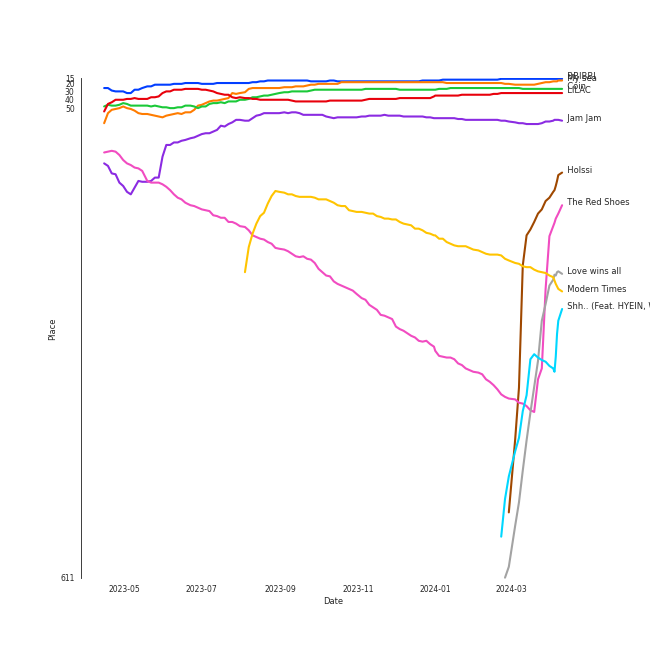 15
20
30
40
50
611
Place
2023-05
2023-07
2023-09
2023-11
2024-01
2024-03
Date
LILAC
Jam Jam
Holssi
The Red Shoes
Love wins all
Modern Times
Shh.. (Feat. HYEIN,